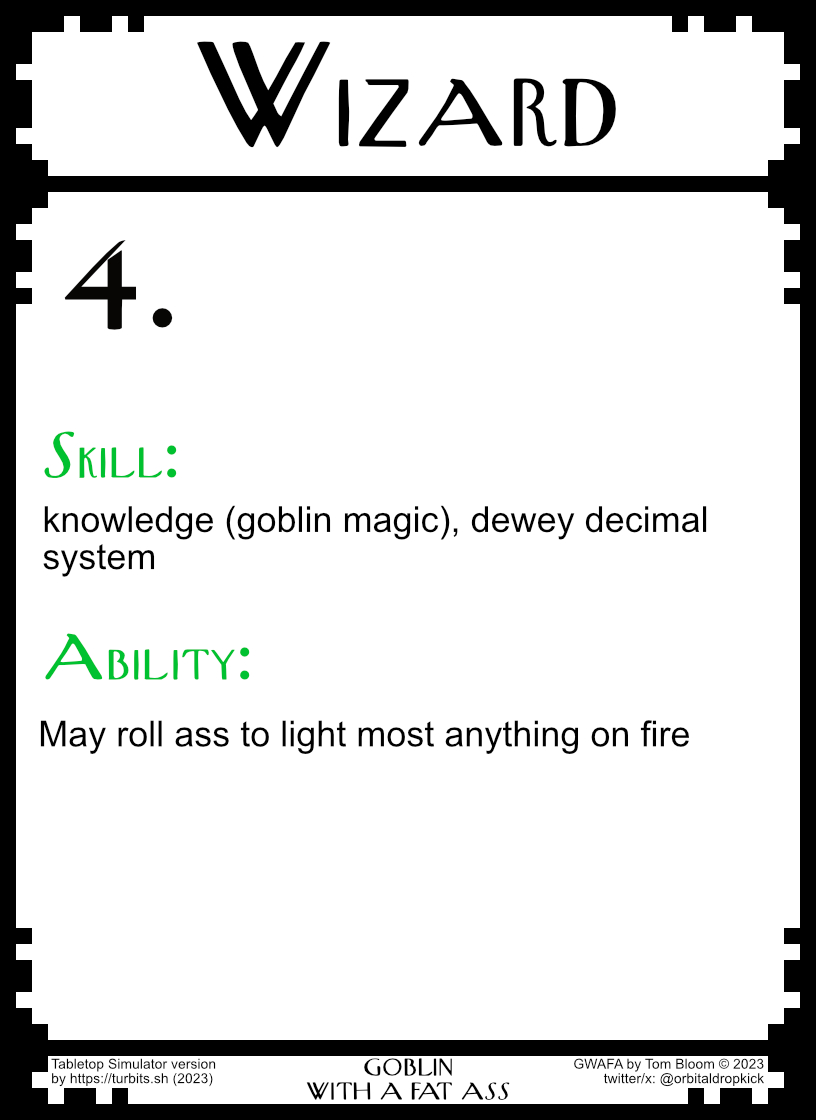 Wizard
4.
Skill:
knowledge (goblin magic), dewey decimal
system
Ability:
May roll ass to light most anything on fire
Tabletop Simulator version
by https://turbits.sh (2023)
GOBLIN
WITH A FAT ASS
GWAFA by Tom Bloom © 2023
twitter/x: @orbitaldropkick